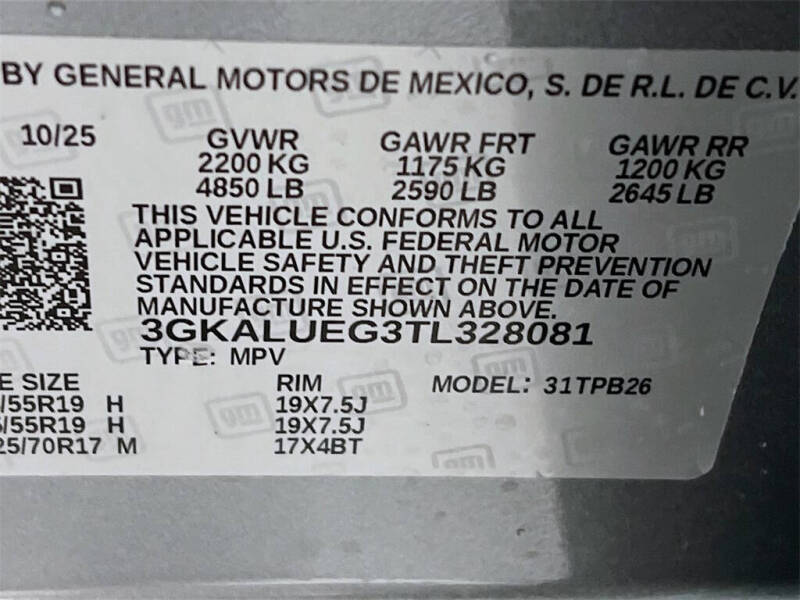 BY GENERAL MOTORS DE MEXICO, S. DE R.L. DE C.V.
10/25 GVWR GAWR FRT GAWR RR
2200 KG 1175 KG 1200 KG
4850 LB 2590 LB 2645 LB
THIS VEHICLE CONFORMS TO ALL
APPLICABLE U.S. FEDERAL MOTOR
VEHICLE SAFETY AND THEFT PREVENTION
STANDARDS IN EFFECT ON THE DATE OF
MANUFACTURE SHOWN ABOVE.
3GKALUEG3TL328081
TYPE: MPV
E SIZE RIM MODEL: 31TPB26
/55R19 H 19X7.5J
/55R19 H 19X7.5J
25/70R17 M 17X4BT
gm